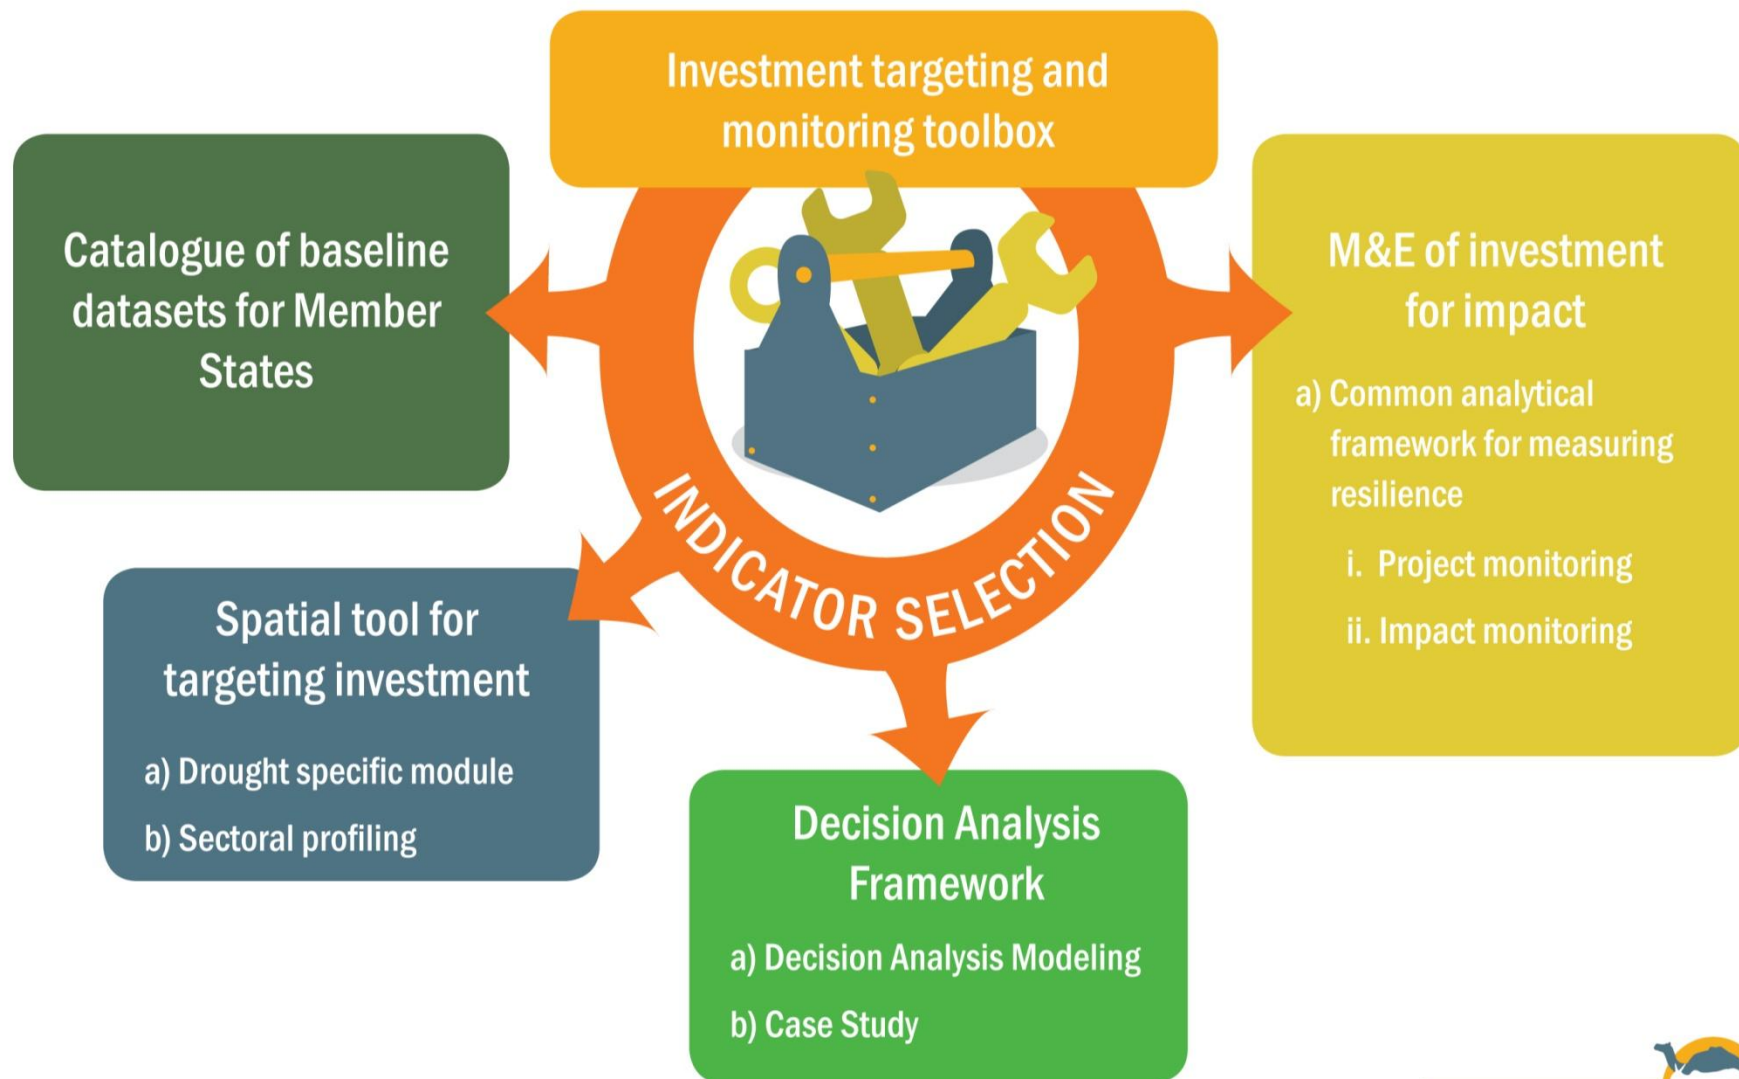 Investment targeting and
monitoring toolbox
Catalogue of baseline
datasets for Member
States
M&E of investment
for impact
a) Common analytical
framework for measuring
resilience
i. Project monitoring
ii. Impact monitoring
INDICATOR SELECTION
Spatial tool for
targeting investment
a) Drought specific module
b) Sectoral profiling
Decision Analysis
Framework
a) Decision Analysis Modeling
b) Case Study